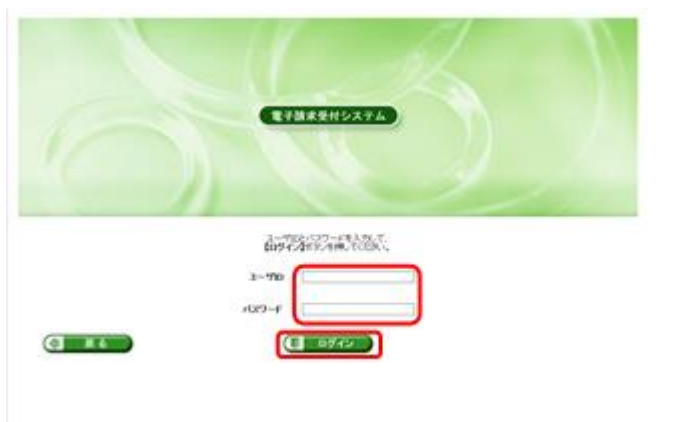 電子請求受付システム
ユーザIDとパスワードを入力して、
【ログイン】ボタンを押してください。
ユーザID
パスワード
戻る
ログイン